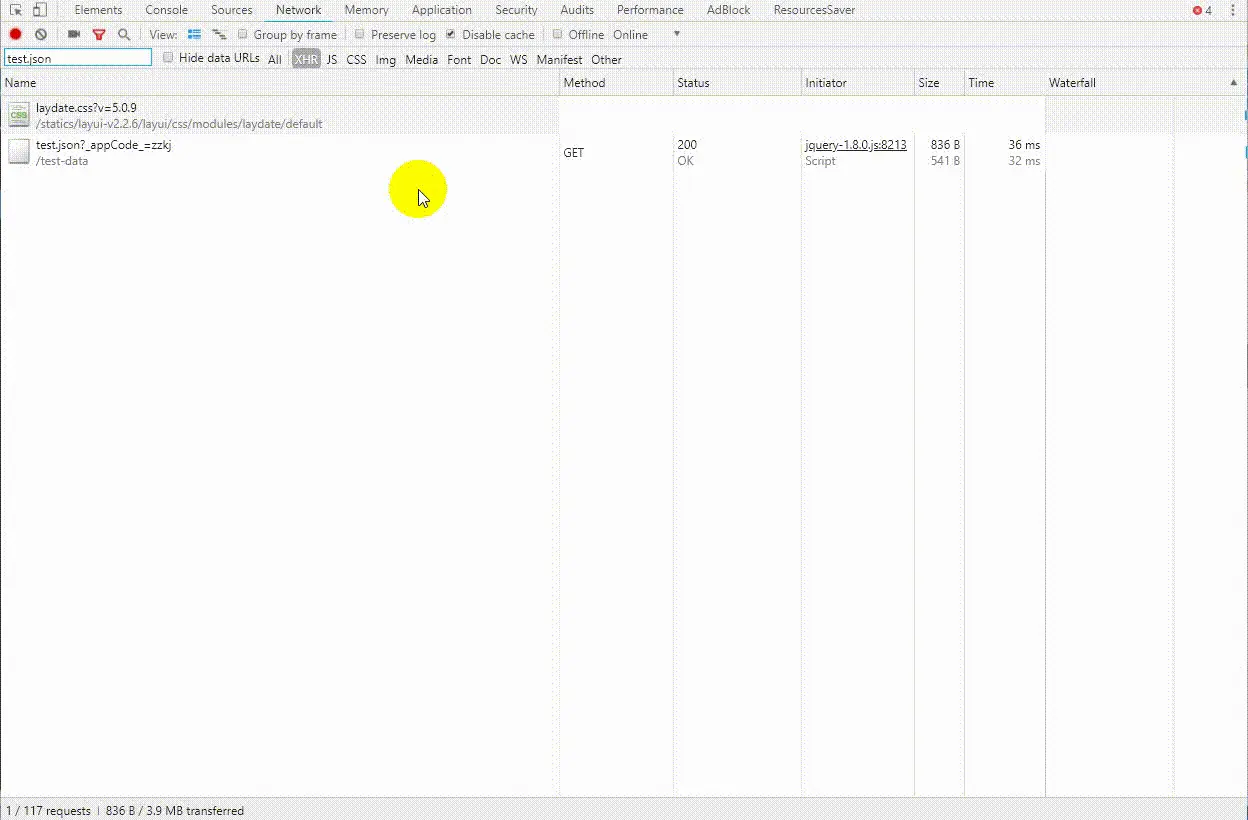 Elements Console Sources Network Memory Application Security Audits Performance AdBlock ResourcesSaver 4
View: Group by frame Preserve log Disable cache Offline Online
test.json Hide data URLs All XHR JS CSS Img Media Font Doc WS Manifest Other
Name Method Status Initiator Size Time Waterfall
laydate.css?v=5.0.9
/statics/layui-v2.2.6/layui/css/modules/laydate/default
test.json?_appCode_=zzkj GET 200 jquery-1.8.0.js:8213 836 B 36 ms
/test-data OK Script 541 B 32 ms
1 / 117 requests | 836 B / 3.9 MB transferred